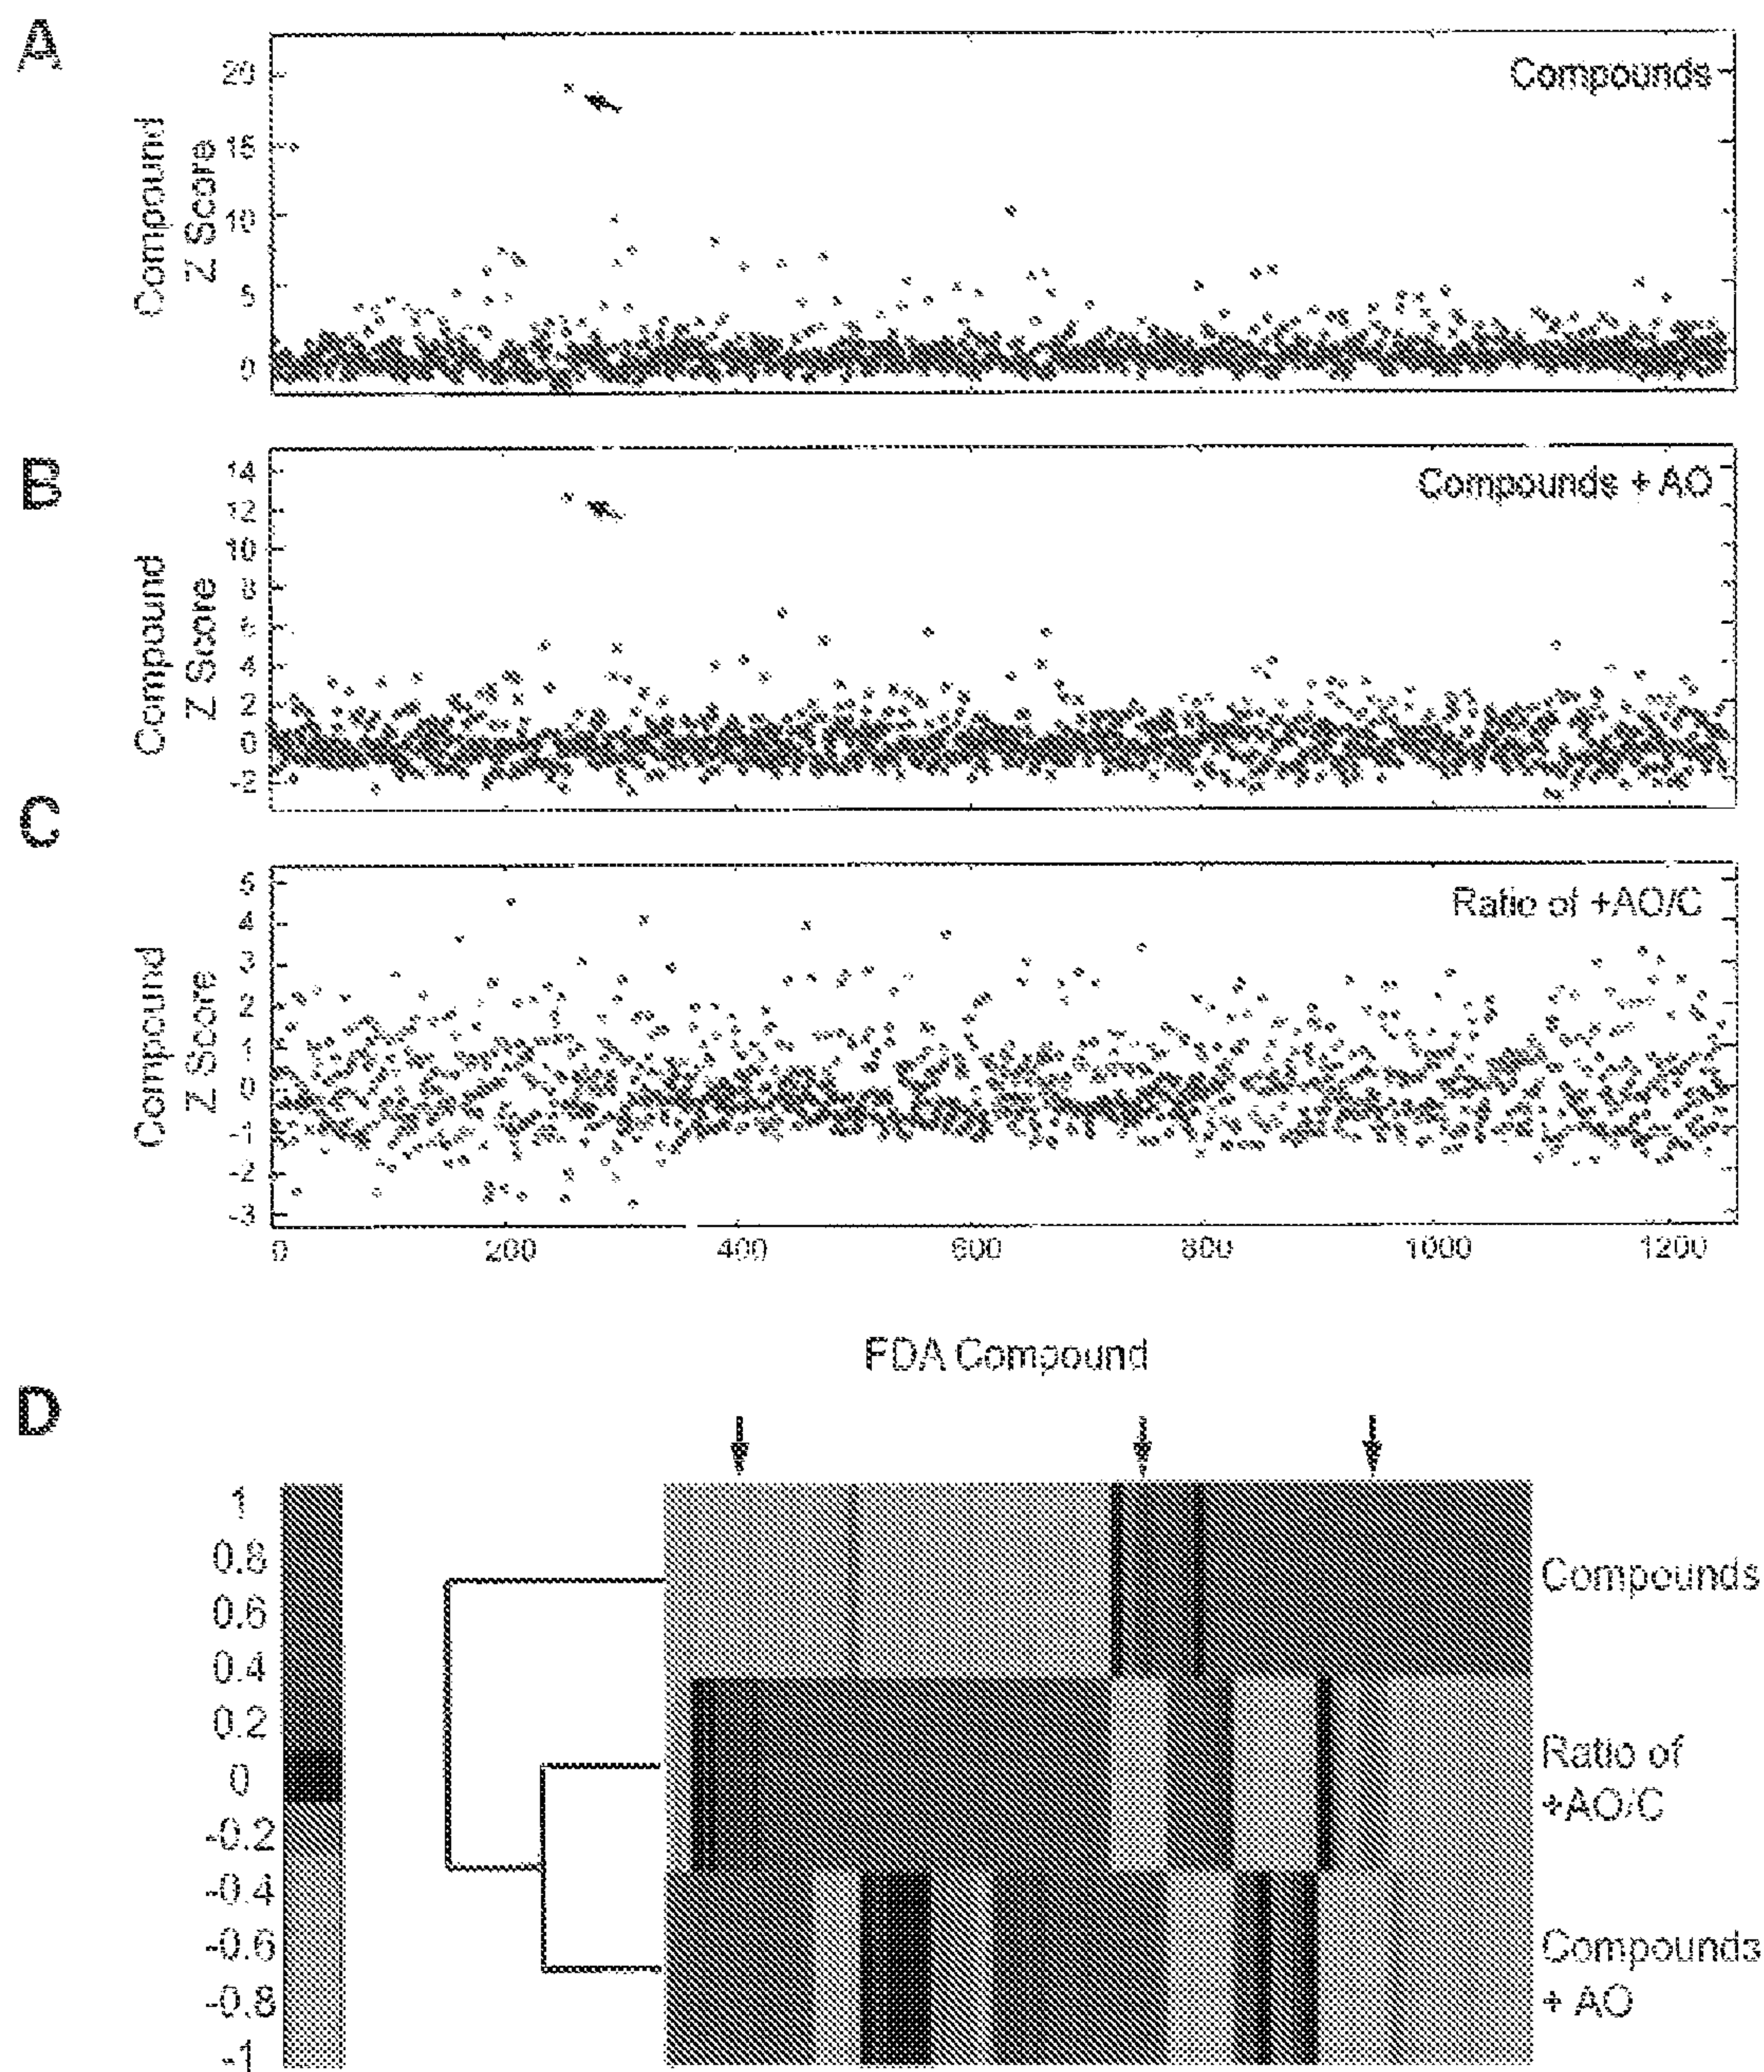 A
Compounds
Compound
Z Score
20
15
10
5
0
B
Compounds + AO
Compound
Z Score
14
12
10
8
6
4
2
0
-2
C
Ratio of +AO/C
Compound
Z Score
5
4
3
2
1
0
-1
-2
-3
0 200 400 600 800 1000 1200
FDA Compound
D
1
0.8
0.6
0.4
0.2
0
-0.2
-0.4
-0.6
-0.8
-1
Compounds
Ratio of
+AO/C
Compounds
+ AO